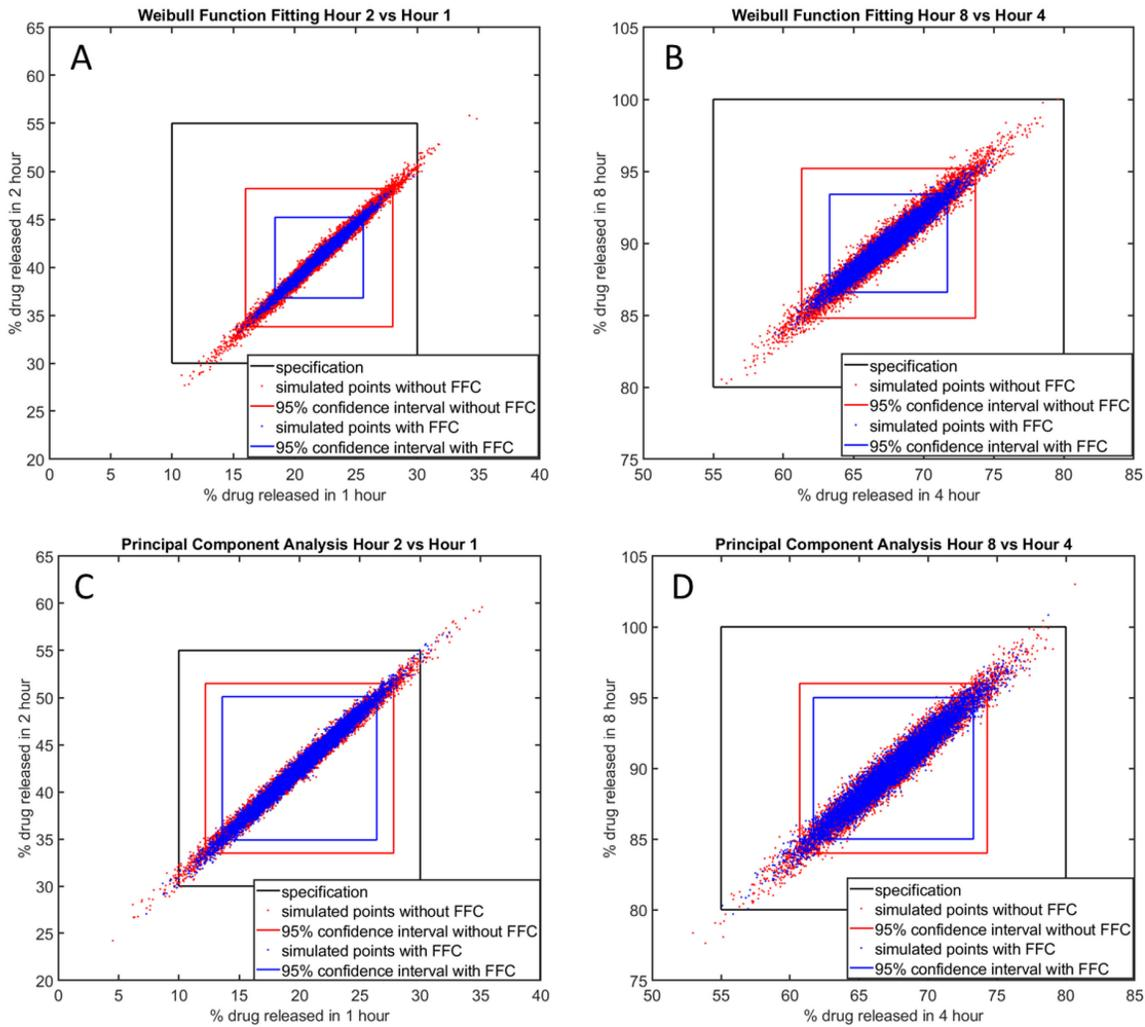 Weibull Function Fitting Hour 2 vs Hour 1
A
65
60
55
50
45
40
35
30
25
20
% drug released in 2 hour
specification
simulated points without FFC
95% confidence interval without FFC
simulated points with FFC
95% confidence interval with FFC
0 5 10 15 20 25 30 35 40
% drug released in 1 hour
Weibull Function Fitting Hour 8 vs Hour 4
B
105
100
95
90
85
80
75
% drug released in 8 hour
specification
simulated points without FFC
95% confidence interval without FFC
simulated points with FFC
95% confidence interval with FFC
50 55 60 65 70 75 80 85
% drug released in 4 hour
Principal Component Analysis Hour 2 vs Hour 1
C
65
60
55
50
45
40
35
30
25
20
% drug released in 2 hour
specification
simulated points without FFC
95% confidence interval without FFC
simulated points with FFC
95% confidence interval with FFC
0 5 10 15 20 25 30 35 40
% drug released in 1 hour
Principal Component Analysis Hour 8 vs Hour 4
D
105
100
95
90
85
80
75
% drug released in 8 hour
specification
simulated points without FFC
95% confidence interval without FFC
simulated points with FFC
95% confidence interval with FFC
50 55 60 65 70 75 80 85
% drug released in 4 hour